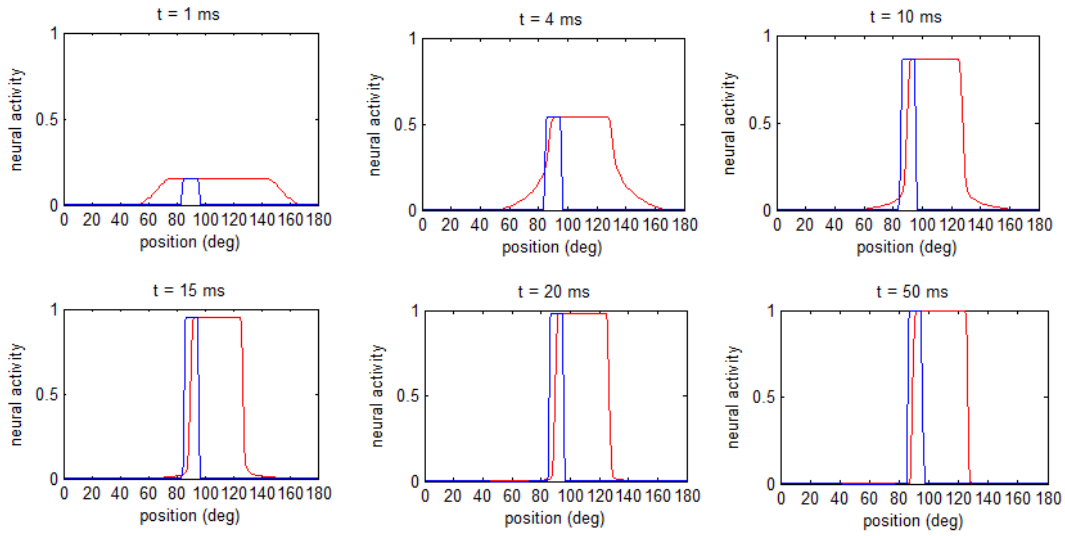 t = 1 ms
1
0.5
0
neural activity
0 20 40 60 80 100 120 140 160 180
position (deg)
t = 4 ms
1
0.5
0
neural activity
0 20 40 60 80 100 120 140 160 180
position (deg)
t = 10 ms
1
0.5
0
neural activity
0 20 40 60 80 100 120 140 160 180
position (deg)
t = 15 ms
1
0.5
0
neural activity
0 20 40 60 80 100 120 140 160 180
position (deg)
t = 20 ms
1
0.5
0
neural activity
0 20 40 60 80 100 120 140 160 180
position (deg)
t = 50 ms
1
0.5
0
neural activity
0 20 40 60 80 100 120 140 160 180
position (deg)